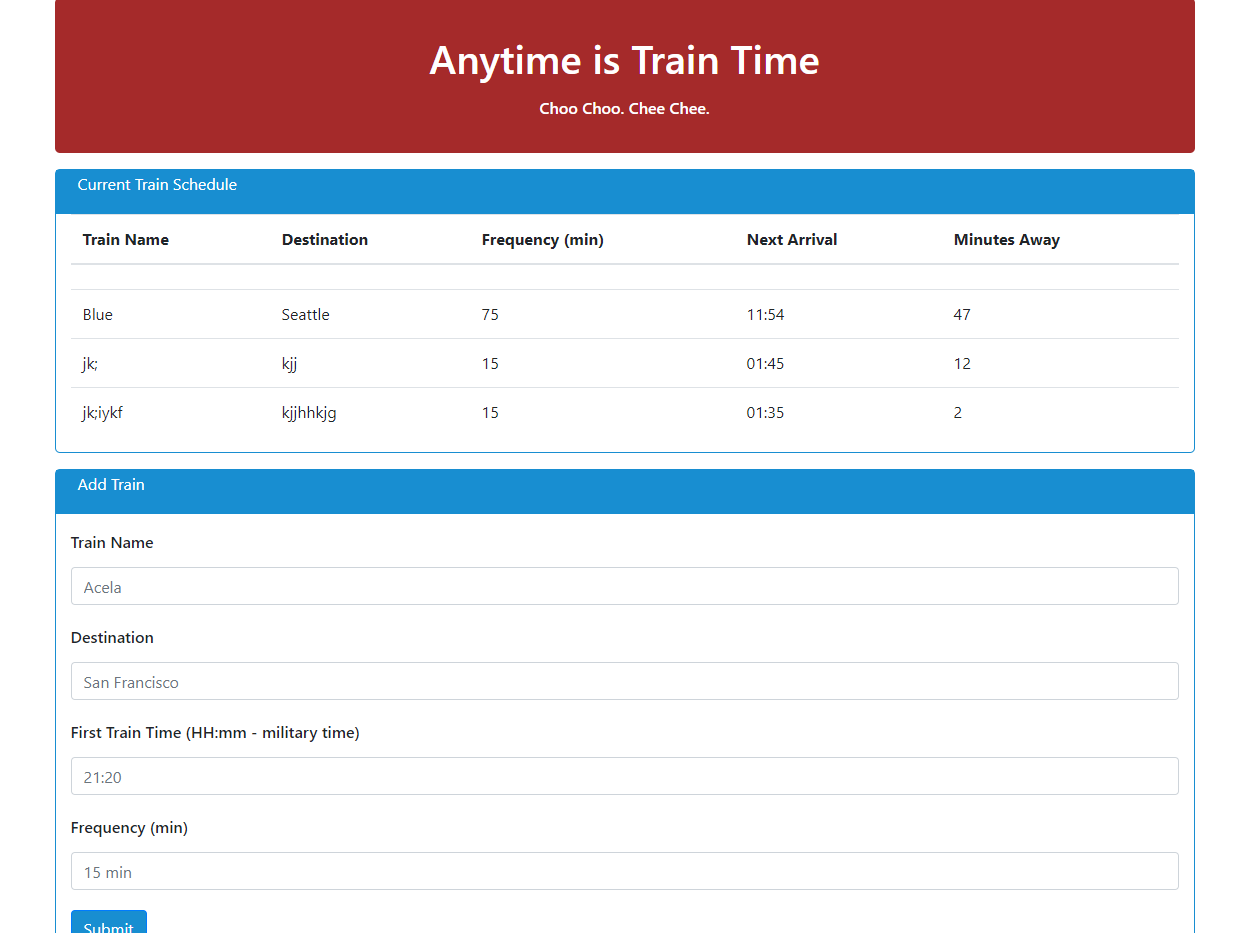 Anytime is Train Time
Choo Choo. Chee Chee.
Current Train Schedule
Train Name Destination Frequency (min) Next Arrival Minutes Away
Blue Seattle 75 11:54 47
jk; kjj 15 01:45 12
jk;iykf kjjhhkjg 15 01:35 2
Add Train
Train Name
Acela
Destination
San Francisco
First Train Time (HH:mm - military time)
21:20
Frequency (min)
15 min
Submit